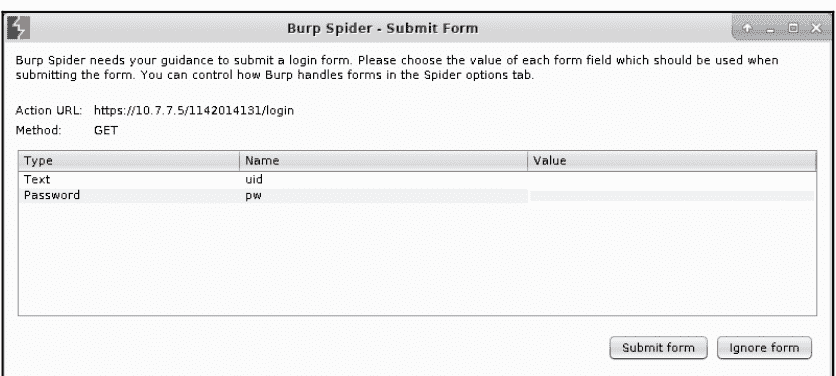 Burp Spider - Submit Form
Burp Spider needs your guidance to submit a login form. Please choose the value of each form field which should be used when
submitting the form. You can control how Burp handles forms in the Spider options tab.
Action URL: https://10.7.7.5/1142014131/login
Method: GET
Type Name Value
Text uid
Password pw
Submit form Ignore form